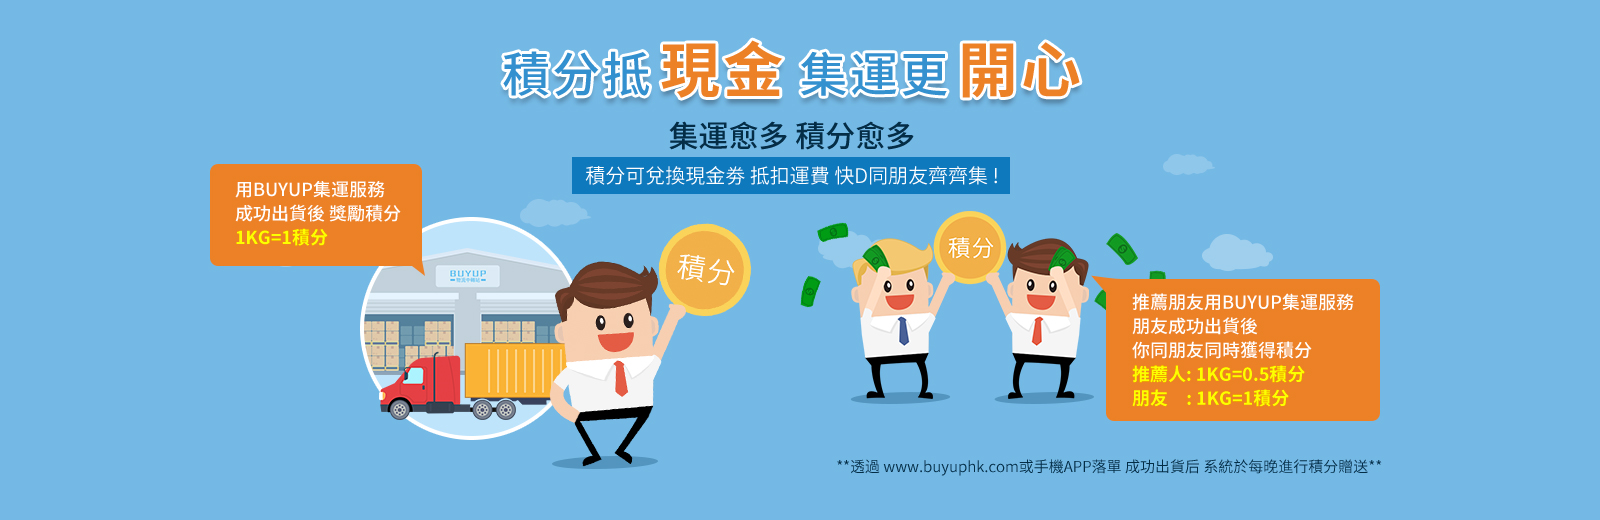 積分抵現金 集運更開心
集運愈多 積分愈多
積分可兌換現金劵 抵扣運費 快D同朋友齊齊集 !
用BUYUP集運服務
成功出貨後 獎勵積分
1KG=1積分
BUYUP
積分
積分
推薦朋友用BUYUP集運服務
朋友成功出貨後
你同朋友同時獲得積分
推薦人: 1KG=0.5積分
朋友 : 1KG=1積分
**透過 www.buyuphk.com或手機APP落單 成功出貨后 系統於每晚進行積分贈送**